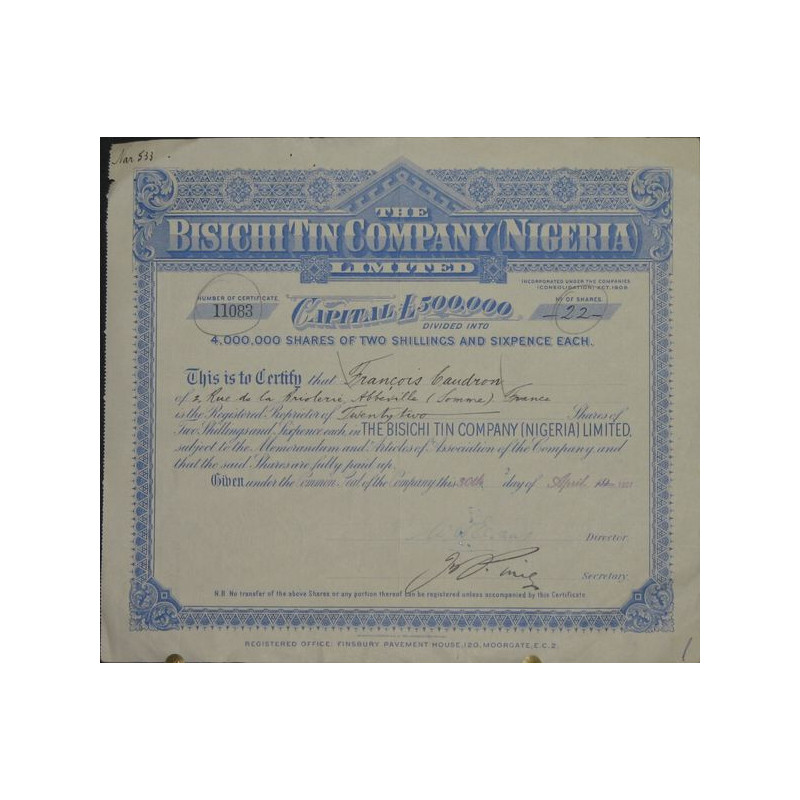 Mar 533
THE
BISICHI TIN COMPANY (NIGERIA)
LIMITED
INCORPORATED UNDER THE COMPANIES
(CONSOLIDATION) ACT, 1908
NUMBER OF CERTIFICATE
11083
CAPITAL £500,000
DIVIDED INTO
Nº OF SHARES
-22-
4,000,000 SHARES OF TWO SHILLINGS AND SIXPENCE EACH.
This is to Certify that François Caudron
of 2 Rue de la Abbeville (Somme) France
is the Registered Proprietor of Twenty two Shares of
Two Shillings and Sixpence each, in THE BISICHI TIN COMPANY (NIGERIA) LIMITED,
subject to the Memorandum and Articles of Association of the Company, and
that the said Shares are fully paid up.
Given under the Common Seal of the Company this 30th day of April
Director.
Secretary.
N.B. No transfer of the above Shares or any portion thereof can be registered unless accompanied by this Certificate
REGISTERED OFFICE: FINSBURY PAVEMENT HOUSE, 120, MOORGATE, E.C.2.